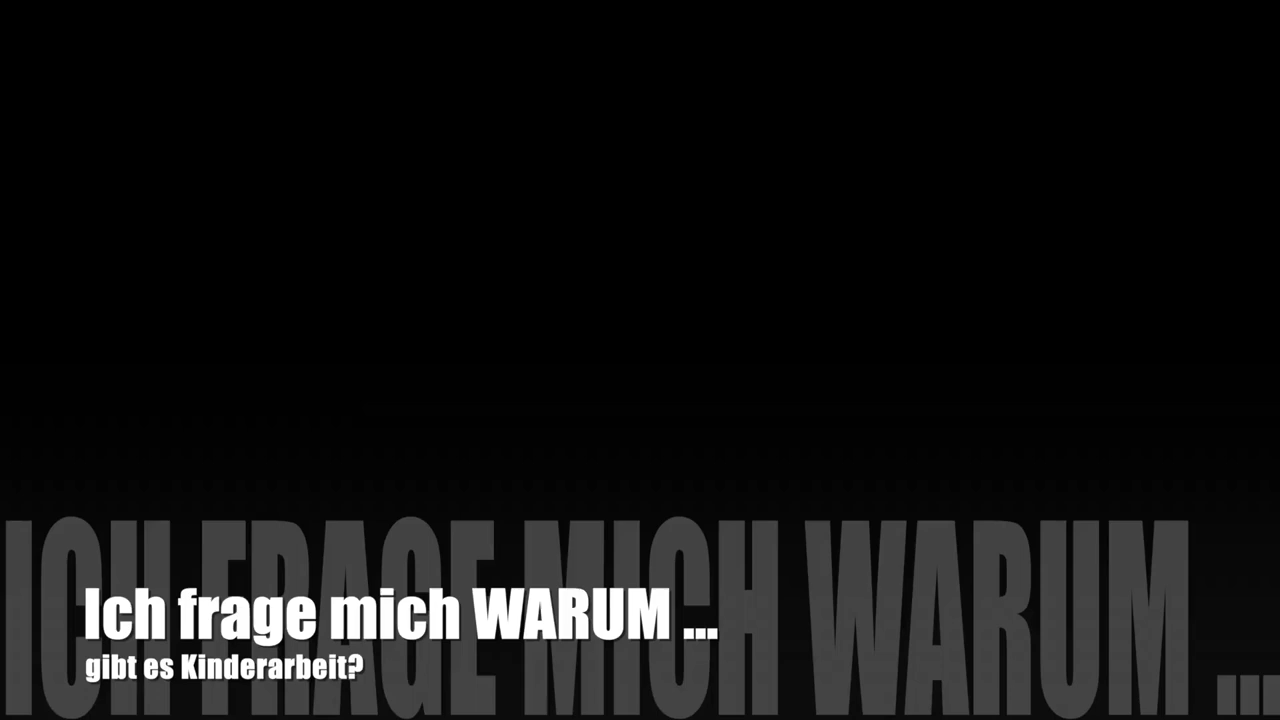 ICH FRAGE MICH WARUM ...
Ich frage mich WARUM ...
gibt es Kinderarbeit?